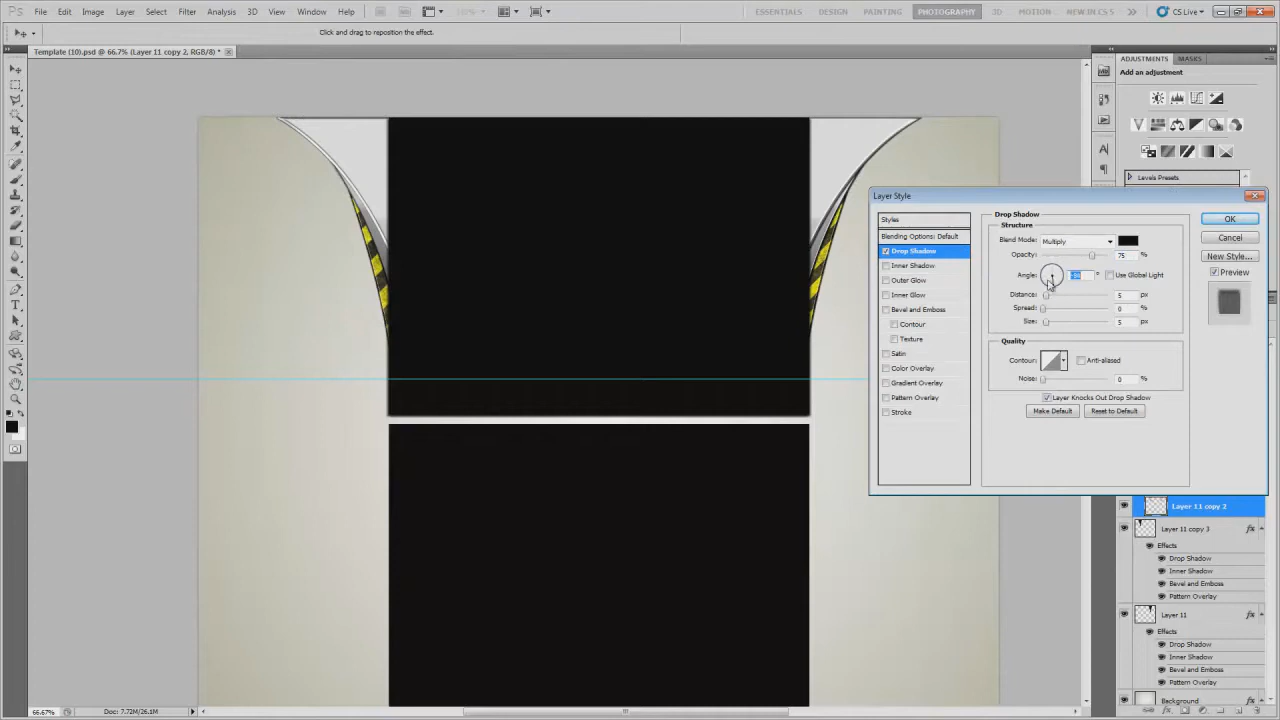 Ps File Edit Image Layer Select Filter Analysis 3D View Window Help
ESSENTIALS DESIGN PAINTING PHOTOGRAPHY 3D MOTION NEW IN CS 5 CS Live
Click and drag to reposition the effect.
Template (10).psd @ 66.7% (Layer 11 copy 2, RGB/8) *
ADJUSTMENTS MASKS
Add an adjustment
Levels Presets
Layer Style
Styles
Blending Options: Default
Drop Shadow
Inner Shadow
Outer Glow
Inner Glow
Bevel and Emboss
Contour
Texture
Satin
Color Overlay
Gradient Overlay
Pattern Overlay
Stroke
Drop Shadow
Structure
Blend Mode: Multiply
Opacity: 75 %
Angle: ° Use Global Light
Distance: 5 px
Spread: 0 %
Size: 5 px
Quality
Contour: Anti-aliased
Noise: 0 %
Layer Knocks Out Drop Shadow
Make Default Reset to Default
OK
Cancel
New Style...
Preview
Layer 11 copy 2
Layer 11 copy 3 fx
Effects
Drop Shadow
Inner Shadow
Bevel and Emboss
Pattern Overlay
Layer 11 fx
Effects
Drop Shadow
Inner Shadow
Bevel and Emboss
Pattern Overlay
Background
66.67% Doc: 7.72M/26.1M